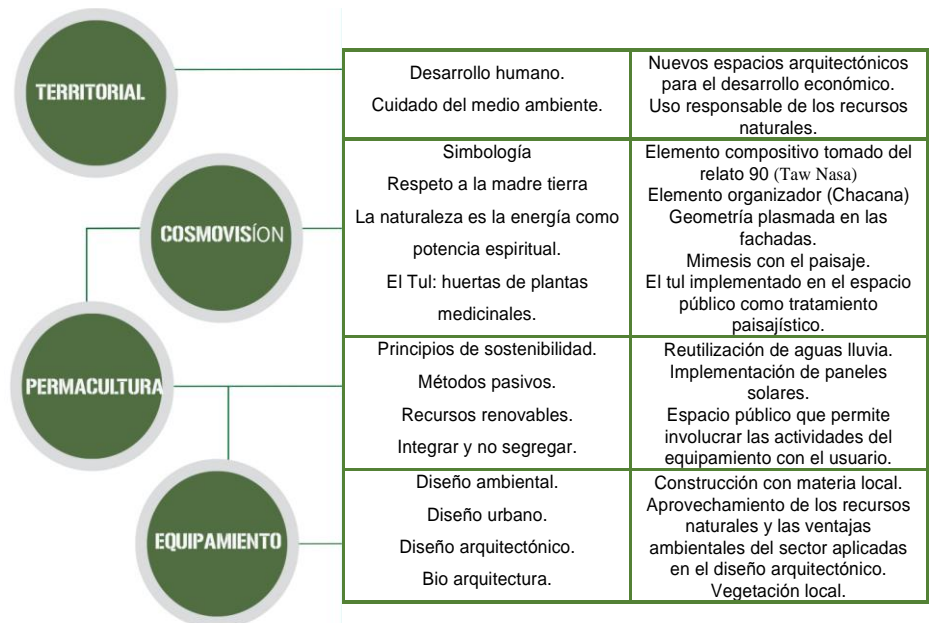 TERRITORIAL
Desarrollo humano.
Cuidado del medio ambiente.
Nuevos espacios arquitectónicos
para el desarrollo económico.
Uso responsable de los recursos
naturales.
COSMOVISÍON
Simbología
Respeto a la madre tierra
La naturaleza es la energía como
potencia espiritual.
El Tul: huertas de plantas
medicinales.
Elemento compositivo tomado del
relato 90 (Taw Nasa)
Elemento organizador (Chacana)
Geometría plasmada en las
fachadas.
Mimesis con el paisaje.
El tul implementado en el espacio
público como tratamiento
paisajístico.
PERMACULTURA
Principios de sostenibilidad.
Métodos pasivos.
Recursos renovables.
Integrar y no segregar.
Reutilización de aguas lluvia.
Implementación de paneles
solares.
Espacio público que permite
involucrar las actividades del
equipamiento con el usuario.
EQUIPAMIENTO
Diseño ambiental.
Diseño urbano.
Diseño arquitectónico.
Bio arquitectura.
Construcción con materia local.
Aprovechamiento de los recursos
naturales y las ventajas
ambientales del sector aplicadas
en el diseño arquitectónico.
Vegetación local.